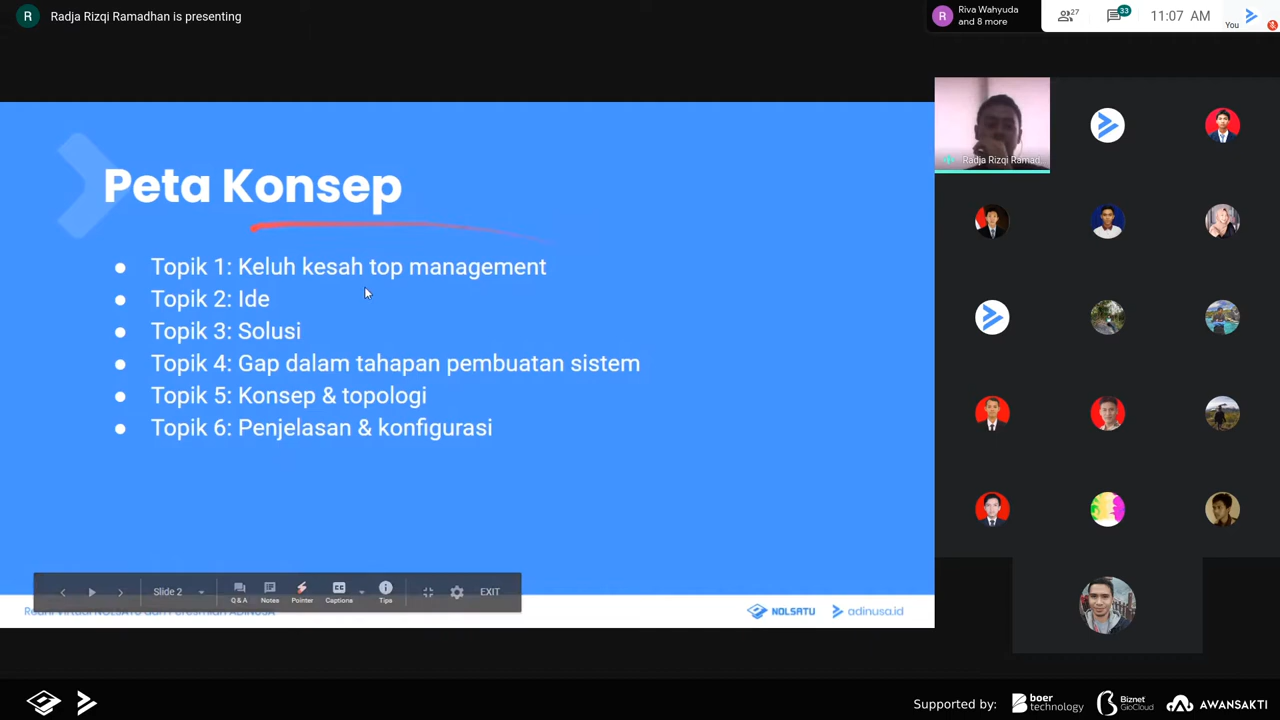 R
Radja Rizqi Ramadhan is presenting
R
Riva Wahyuda
and 8 more
27
33
11:07 AM
You
Peta Konsep
Topik 1: Keluh kesah top management
Topik 2: Ide
Topik 3: Solusi
Topik 4: Gap dalam tahapan pembuatan sistem
Topik 5: Konsep & topologi
Topik 6: Penjelasan & konfigurasi
Radja Rizqi Ramad
Slide 2
Q & A
Notes
Pointer
Captions
Tips
EXIT
NOLSATU
adinusa.id
Supported by:
boer
technology
Biznet
GioCloud
AWANSAKTI